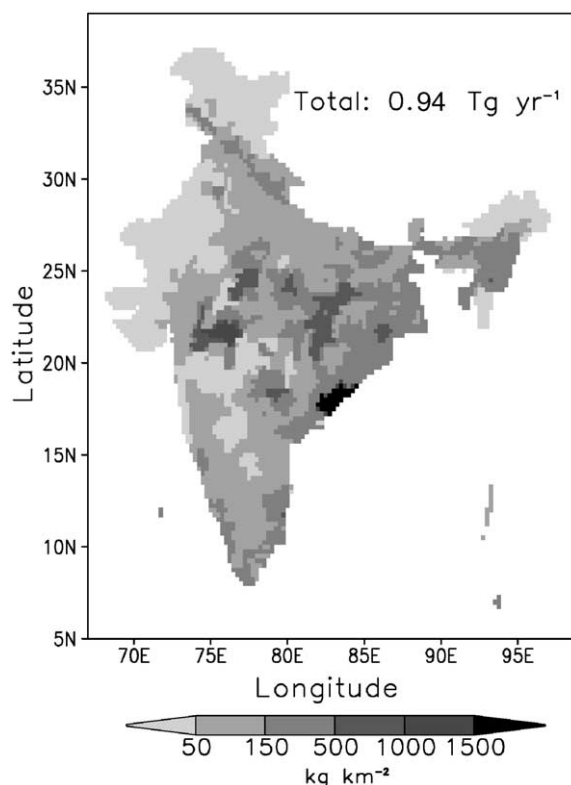 35N
Total: 0.94 Tg yr⁻¹
30N
25N
Latitude
20N
15N
10N
5N
70E 75E 80E 85E 90E 95E
Longitude
50 150 500 1000 1500
kg km⁻²